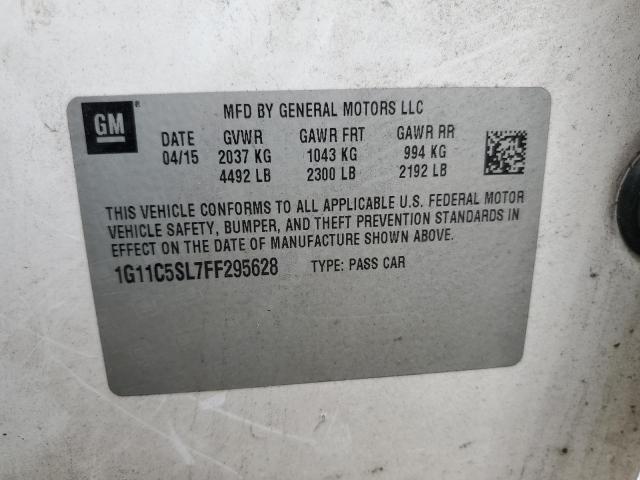 GM
MFD BY GENERAL MOTORS LLC
DATE GVWR GAWR FRT GAWR RR
04/15 2037 KG 1043 KG 994 KG
4492 LB 2300 LB 2192 LB
THIS VEHICLE CONFORMS TO ALL APPLICABLE U.S. FEDERAL MOTOR
VEHICLE SAFETY, BUMPER, AND THEFT PREVENTION STANDARDS IN
EFFECT ON THE DATE OF MANUFACTURE SHOWN ABOVE.
1G11C5SL7FF295628 TYPE: PASS CAR